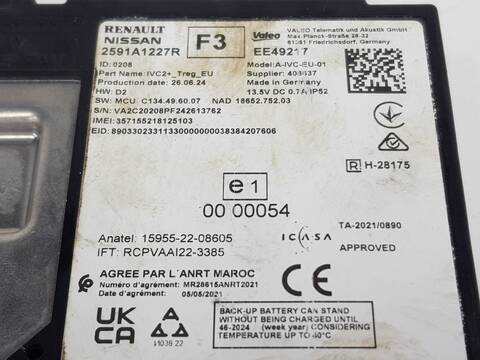 RENAULT
NISSAN
2591A1227R
F3
Valeo
EE49217
VALEO Telematik und Akustik GmbH
Max-Planck-Straße 28-32
61381 Friedrichsdorf, Germany
ID: 0208
Part Name: IVC2+_Treg_EU
Production date: 26.06.24
HW: D2
Model: A-IVC-EU-01
Supplier: 403437
Made in Germany
13.5V DC 0.7A IP52
SW: MCU. C134.49.60.07 NAD 18652.752.03
S/N: VA2C20208PF242613762
IMEI: 357155218125103
EID: 89033023311330000000038384207606
R H-28175
e1
00 00054
Anatel: 15955-22-08605
IFT: RCPVAAI22-3385
ICASA
TA-2021/0890
APPROVED
AGREE PAR L'ANRT MAROC
Numéro d'agrément: MR28615ANRT2021
Date d'agrément: 05/05/2021
CE
UK
CA
BACK-UP BATTERY CAN STAND
WITHOUT RECHARGING UNTIL
46-2024 (week-year) CONSIDERING
TEMPERATURE UP TO 40°C